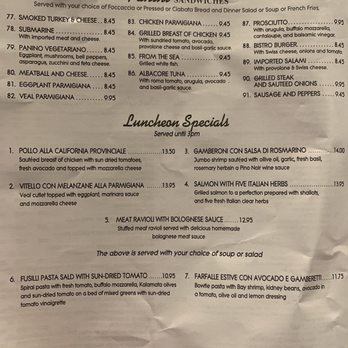 SANDWICHES
Served with your choice of Foccaccia or Pressed or Ciabata Bread and Dinner Salad or Soup or French Fries.
77. SMOKED TURKEY & CHEESE . 8.45
78. SUBMARINE 8.45
With imported meat and cheese.
79. PANINO VEGETARIANO 8.45
Eggplant, mushrooms, bell peppers,
asparagus, zucchini and feta cheese.
80. MEATBALL AND CHEESE 8.45
81. EGGPLANT PARMIGIANA 8.45
82. VEAL PARMIGIANA 9.95
83. CHICKEN PARMIGIANA 9.45
84. GRILLED BREAST OF CHICKEN ... 9.45
With sundried tomato, avocado,
provolone cheese and basil-garlic sauce
85. FROM THE SEA 9.45
Grilled white fish.
86. ALBACORE TUNA 9.45
With roma tomato, arugula, avocado
and basil-garlic sauce.
87. PROSCIUTTO 9.95
With arugula, buffalo mozzarella,
cantaloupe, and balsamic vinegar.
88. BISTRO BURGER 9.45
With Swiss cheese, onions and tomato.
89. IMPORTED SALAMI 8.45
With provalone & Swiss cheese.
90. GRILLED STEAK
AND SAUTEED ONIONS 9.95
91. SAUSAGE AND PEPPERS 9.45
Luncheon Specials
Served until 3pm
1. POLLO ALLA CALIFORNIA PROVINCIALE 13.50
Sautéed breast of chicken with sun dried tomatoes,
fresh avocado and topped with mozzarella cheese
2. VITELLO CON MELANZANE ALLA PARMIGIANA 13.95
Veal cutlet topped with eggplant, marinara sauce
and mozzarella cheese
3. GAMBERONI CON SALSA DI ROSMARINO 14.00
Jumbo shrimp sautéed with olive oil, garlic, fresh basil,
rosemary herbsin a Pino Noir wine sauce
4. SALMON WITH FIVE ITALIAN HERBS 13.95
Grilled salmon to a perfection prepared with shallots,
and five fresh Italian clear herbs
5. MEAT RAVIOLI WITH BOLOGNESE SAUCE 12.95
Stuffed meat ravioli served with delicious homemade
bolognese meat sauce
The above is served with your choice of soup or salad
6. FUSILLI PASTA SALD WITH SUN-DRIED TOMATO 10.95
Spiral pasta with fresh tomato, buffalo mozzarella, Kalamata olives
and sun-dried tomato on a bed of mixed greens with sun-dried
tomato vinaigrette
7. FARFALLE ESTIVE CON AVOCADO E GAMBERETTI 11.75
Bowtie pasta with Bay shrimp, kidney beans, avocado in
a tomato, olive oil and lemon dressing